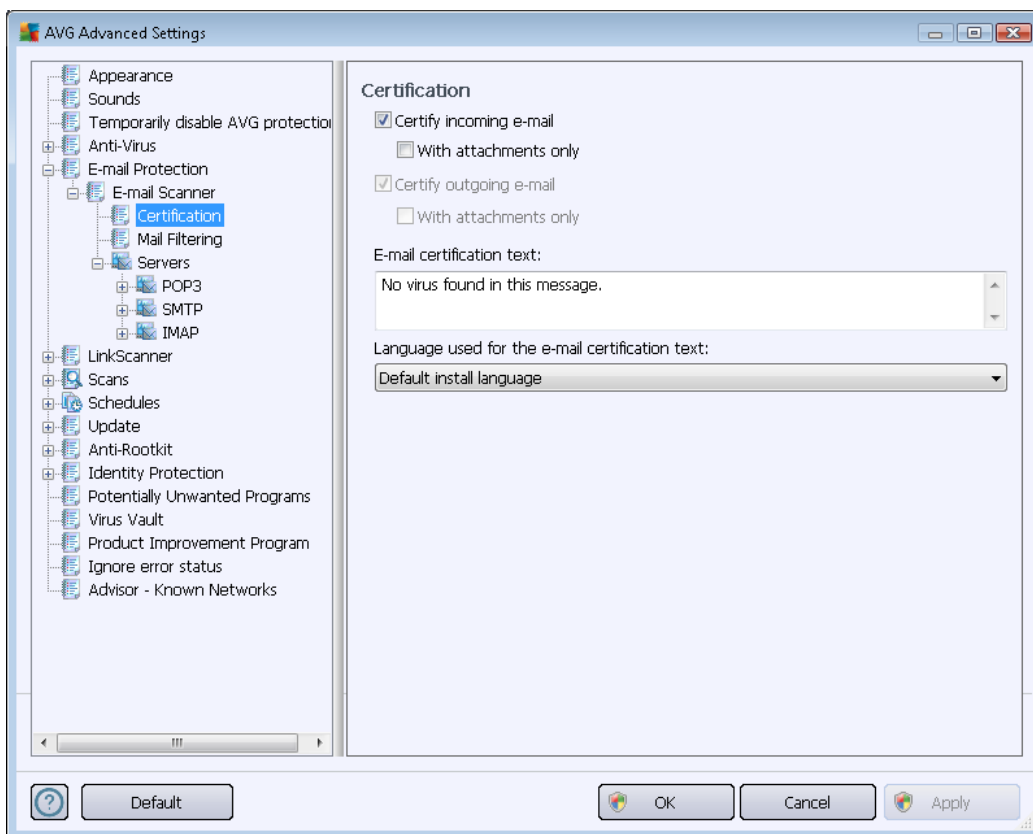 AVG Advanced Settings
Appearance
Sounds
Temporarily disable AVG protection
Anti-Virus
E-mail Protection
E-mail Scanner
Certification
Mail Filtering
Servers
POP3
SMTP
IMAP
LinkScanner
Scans
Schedules
Update
Anti-Rootkit
Identity Protection
Potentially Unwanted Programs
Virus Vault
Product Improvement Program
Ignore error status
Advisor - Known Networks
Certification
Certify incoming e-mail
With attachments only
Certify outgoing e-mail
With attachments only
E-mail certification text:
No virus found in this message.
Language used for the e-mail certification text:
Default install language
? Default OK Cancel Apply